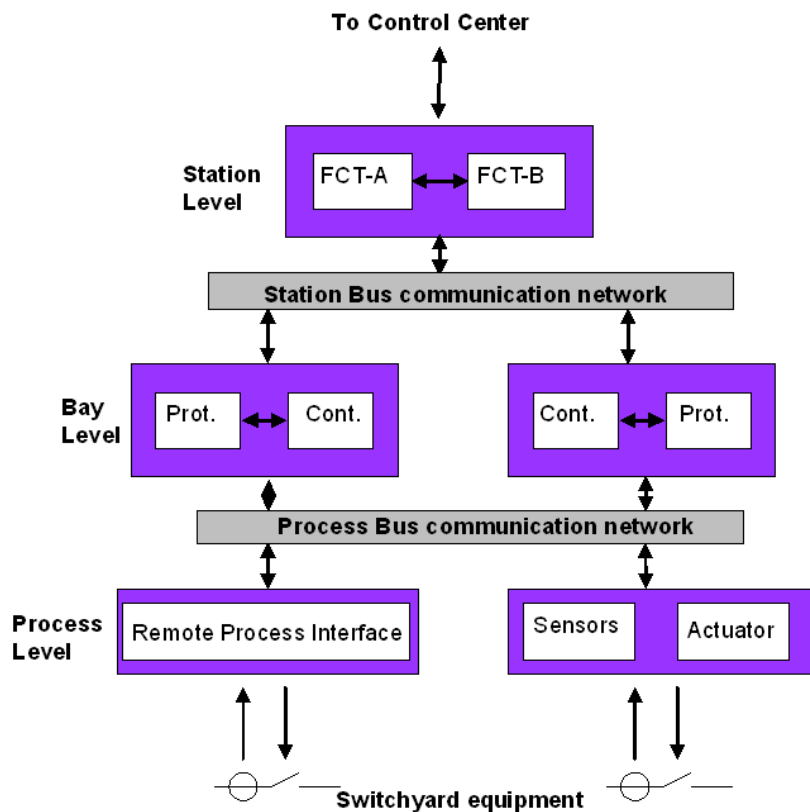 To Control Center
Station
Level
FCT-A
FCT-B
Station Bus communication network
Bay
Level
Prot.
Cont.
Cont.
Prot.
Process Bus communication network
Process
Level
Remote Process Interface
Sensors
Actuator
Switchyard equipment